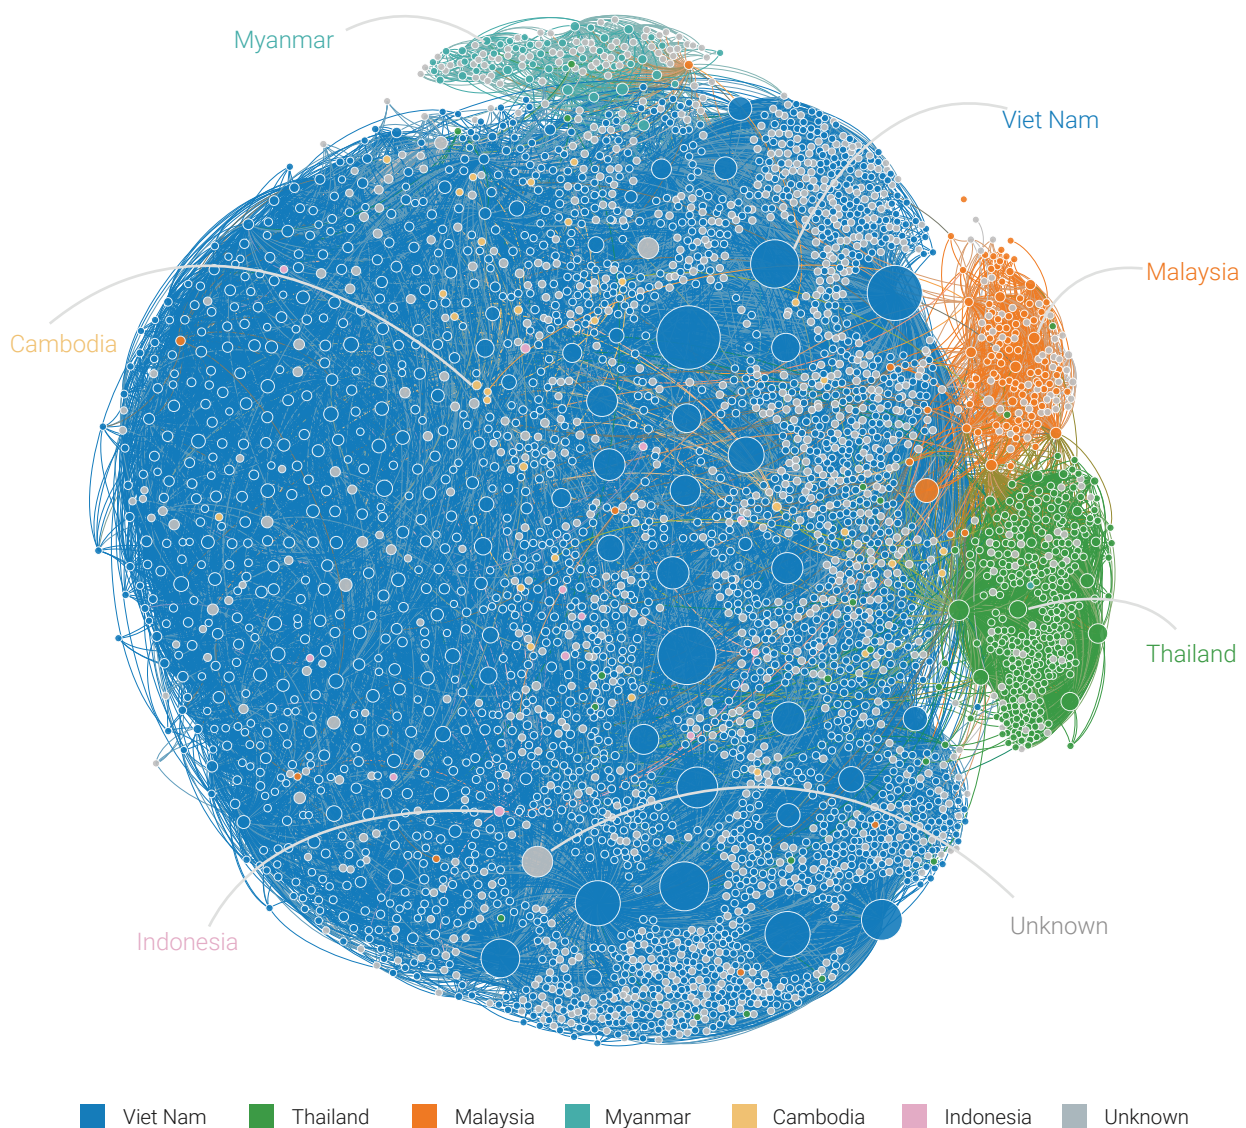 Myanmar
Viet Nam
Malaysia
Cambodia
Thailand
Unknown
Indonesia
Viet Nam
Thailand
Malaysia
Myanmar
Cambodia
Indonesia
Unknown